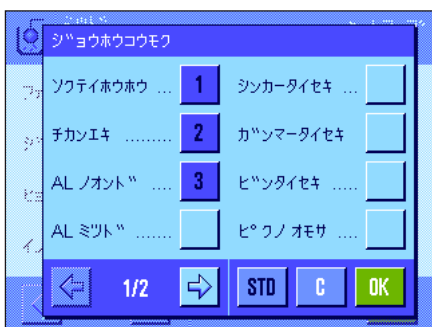 ジョウホウコウモク
ソクテイホウホウ ... 1
シンカータイセキ ...
チカンエキ ......... 2
ガンマータイセキ
AL ノオンド .... 3
ビンタイセキ .....
AL ミツド ....
ピクノ オモサ ....
1/2
STD
C
OK